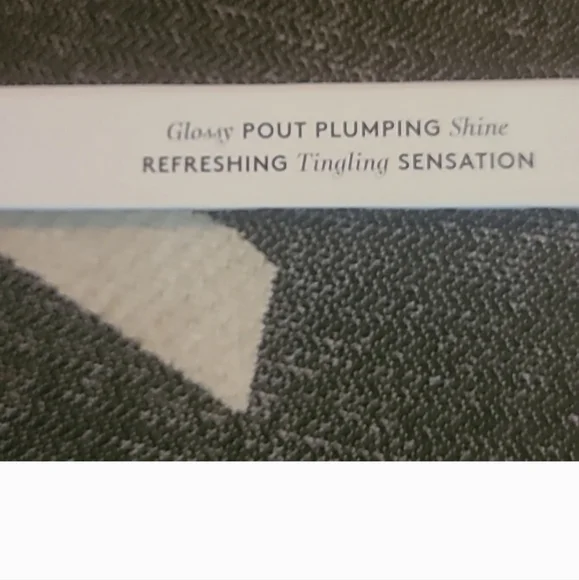 Glossy POUT PLUMPING Shine
REFRESHING Tingling SENSATION